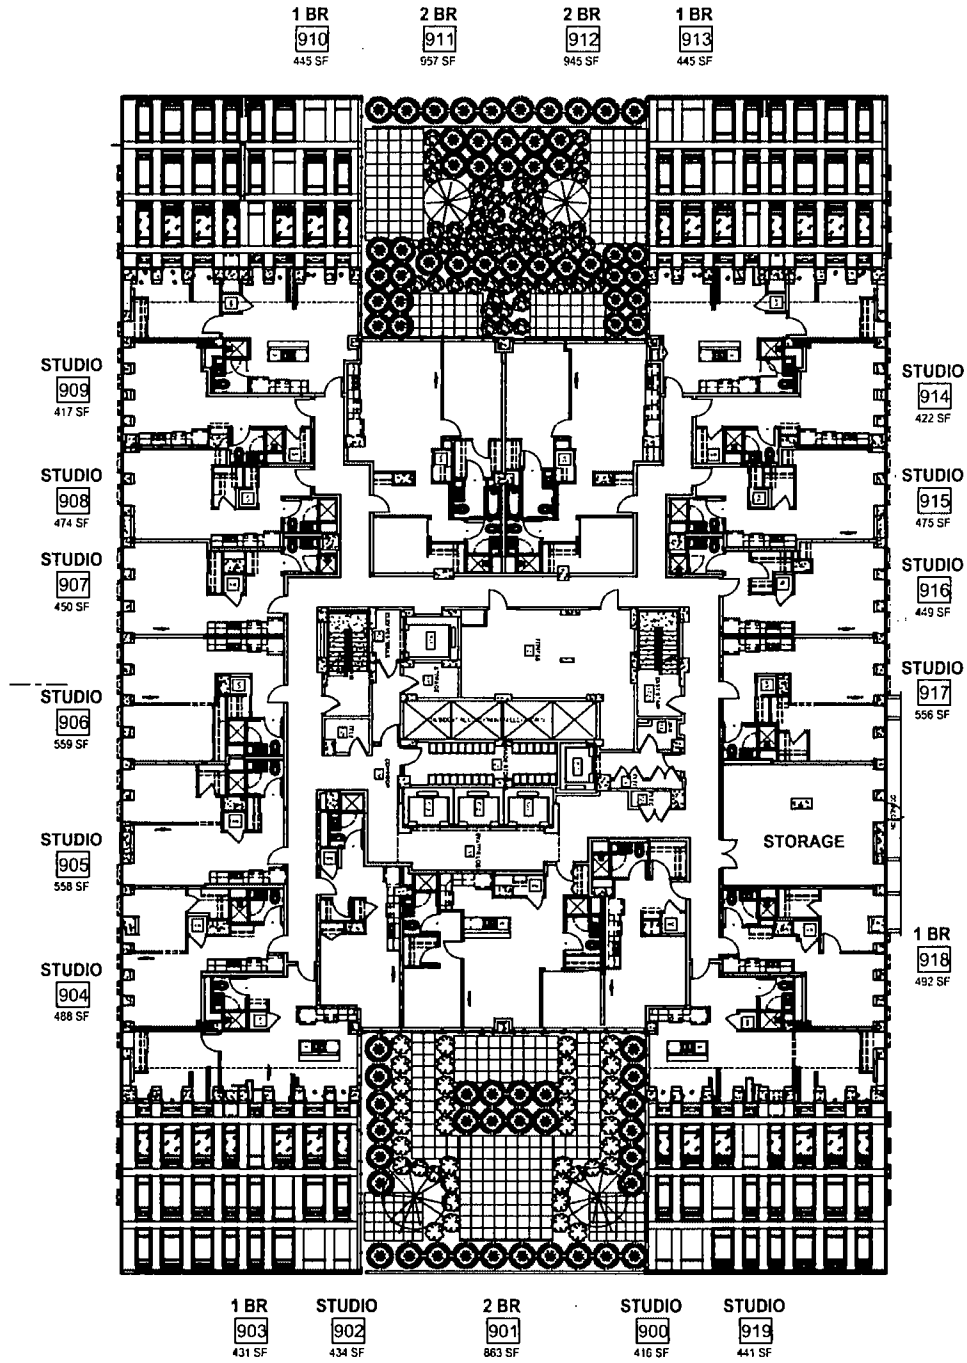 1 BR
910
445 SF
2 BR
911
957 SF
2 BR
912
945 SF
1 BR
913
445 SF
STUDIO
909
417 SF
STUDIO
914
422 SF
STUDIO
908
474 SF
STUDIO
915
475 SF
STUDIO
907
450 SF
STUDIO
916
449 SF
STUDIO
906
559 SF
STUDIO
917
556 SF
STUDIO
905
558 SF
STORAGE
STUDIO
904
488 SF
1 BR
918
492 SF
1 BR
903
431 SF
STUDIO
902
434 SF
2 BR
901
863 SF
STUDIO
900
416 SF
STUDIO
919
441 SF